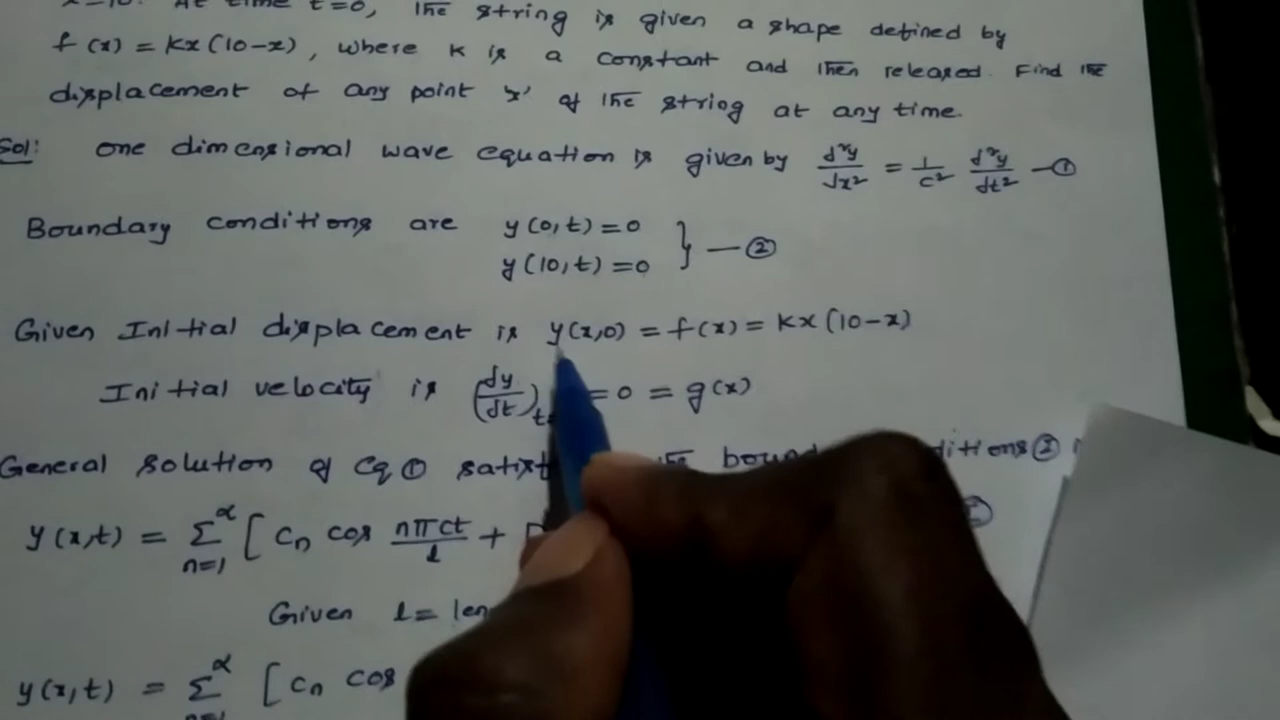 x=10. At time t=0, the string is given a shape defined by
f(x) = Kx(10-x), where K is a constant and then released. Find the
displacement of any point 'x' of the string at any time.
Sol: One dimensional wave equation is given by d²y/dx² = 1/c² d²y/dt² —①
Boundary conditions are y(0,t)=0
y(10,t)=0 } —②
Given Initial displacement is y(x,0) = f(x) = Kx(10-x)
Initial velocity is (dy/dt)t = 0 = g(x)
General solution of Eq① the ②
y(x,t) = Σ n=1 α [ Cn cos nπct/l +
Given l=
y(x,t) = Σ n=1 α [ Cn cos